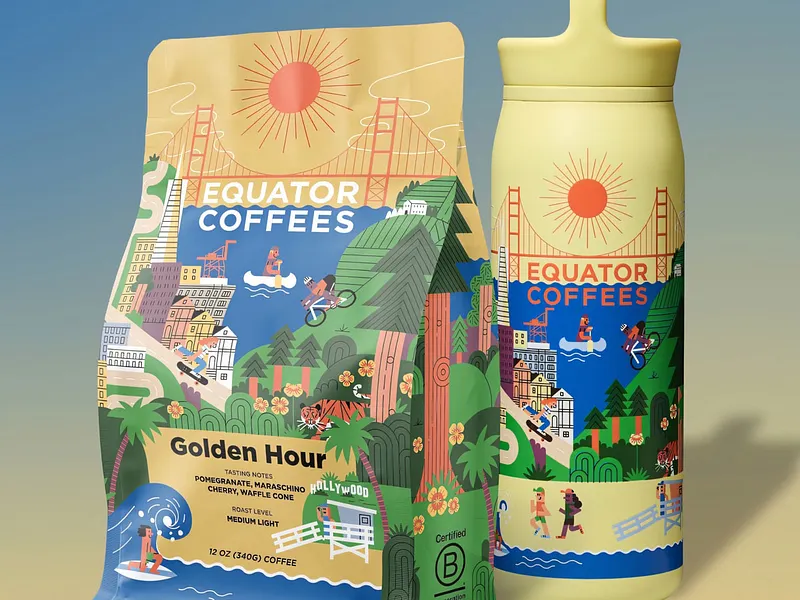 EQUATOR
COFFEES
Golden Hour
TASTING NOTES
POMEGRANATE, MARASCHINO
CHERRY, WAFFLE CONE
ROAST LEVEL
MEDIUM LIGHT
12 OZ (340G) COFFEE
HOLLYWOOD
Certified
B
EQUATOR
COFFEES